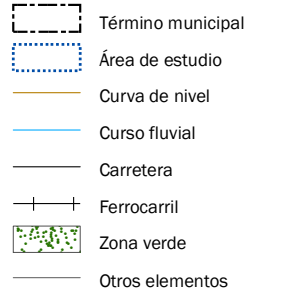 Término municipal
Área de estudio
Curva de nivel
Curso fluvial
Carretera
Ferrocarril
Zona verde
Otros elementos